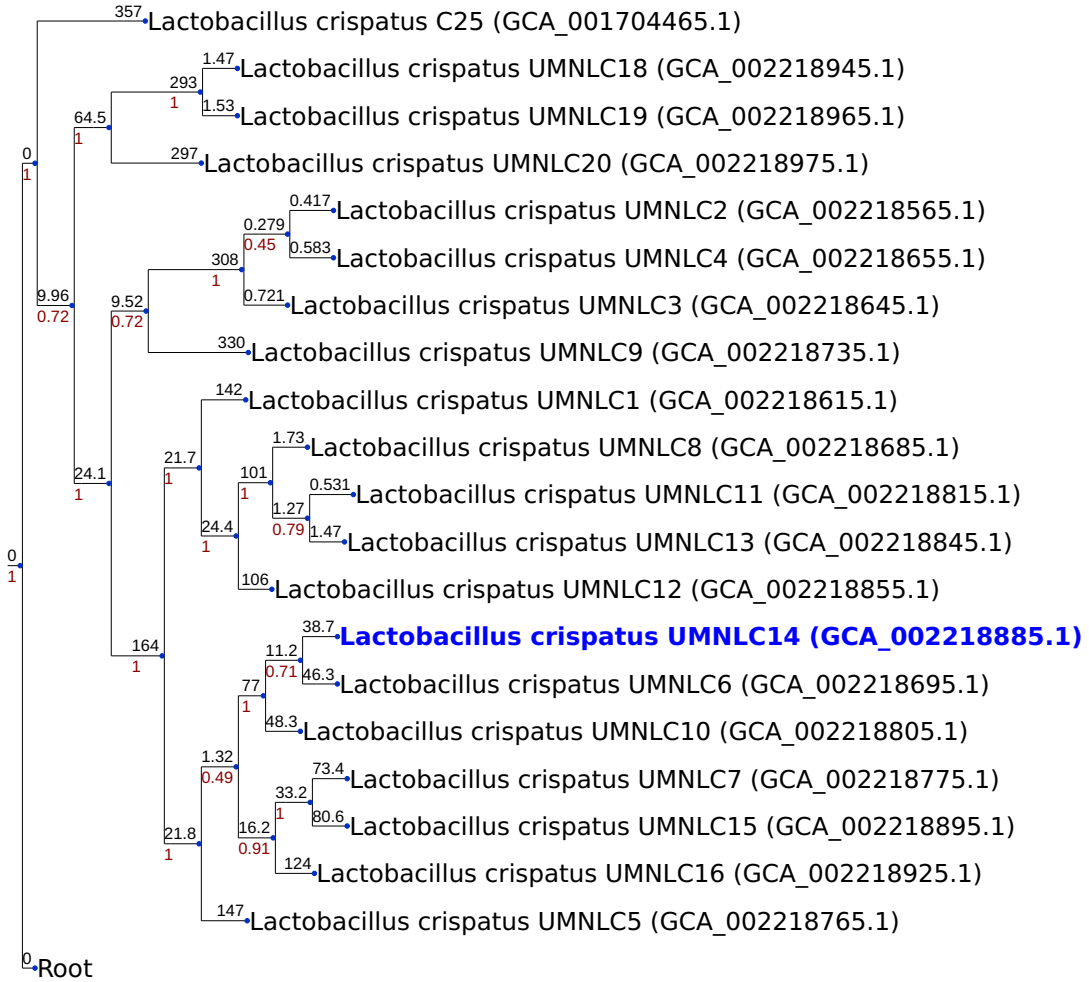 357
Lactobacillus crispatus C25 (GCA_001704465.1)
1.47
Lactobacillus crispatus UMNLC18 (GCA_002218945.1)
293
1
1.53
Lactobacillus crispatus UMNLC19 (GCA_002218965.1)
64.5
1
0
1
297
Lactobacillus crispatus UMNLC20 (GCA_002218975.1)
0.417
Lactobacillus crispatus UMNLC2 (GCA_002218565.1)
0.279
0.45
0.583
Lactobacillus crispatus UMNLC4 (GCA_002218655.1)
308
1
9.96
0.72
9.52
0.72
0.721
Lactobacillus crispatus UMNLC3 (GCA_002218645.1)
330
Lactobacillus crispatus UMNLC9 (GCA_002218735.1)
142
Lactobacillus crispatus UMNLC1 (GCA_002218615.1)
1.73
Lactobacillus crispatus UMNLC8 (GCA_002218685.1)
21.7
1
24.1
1
101
1
0.531
Lactobacillus crispatus UMNLC11 (GCA_002218815.1)
1.27
0.79
24.4
1
1.47
Lactobacillus crispatus UMNLC13 (GCA_002218845.1)
0
1
106
Lactobacillus crispatus UMNLC12 (GCA_002218855.1)
38.7
Lactobacillus crispatus UMNLC14 (GCA_002218885.1)
164
1
11.2
0.71
46.3
Lactobacillus crispatus UMNLC6 (GCA_002218695.1)
77
1
48.3
Lactobacillus crispatus UMNLC10 (GCA_002218805.1)
1.32
0.49
73.4
Lactobacillus crispatus UMNLC7 (GCA_002218775.1)
33.2
1
80.6
Lactobacillus crispatus UMNLC15 (GCA_002218895.1)
21.8
1
16.2
0.91
124
Lactobacillus crispatus UMNLC16 (GCA_002218925.1)
147
Lactobacillus crispatus UMNLC5 (GCA_002218765.1)
0
Root